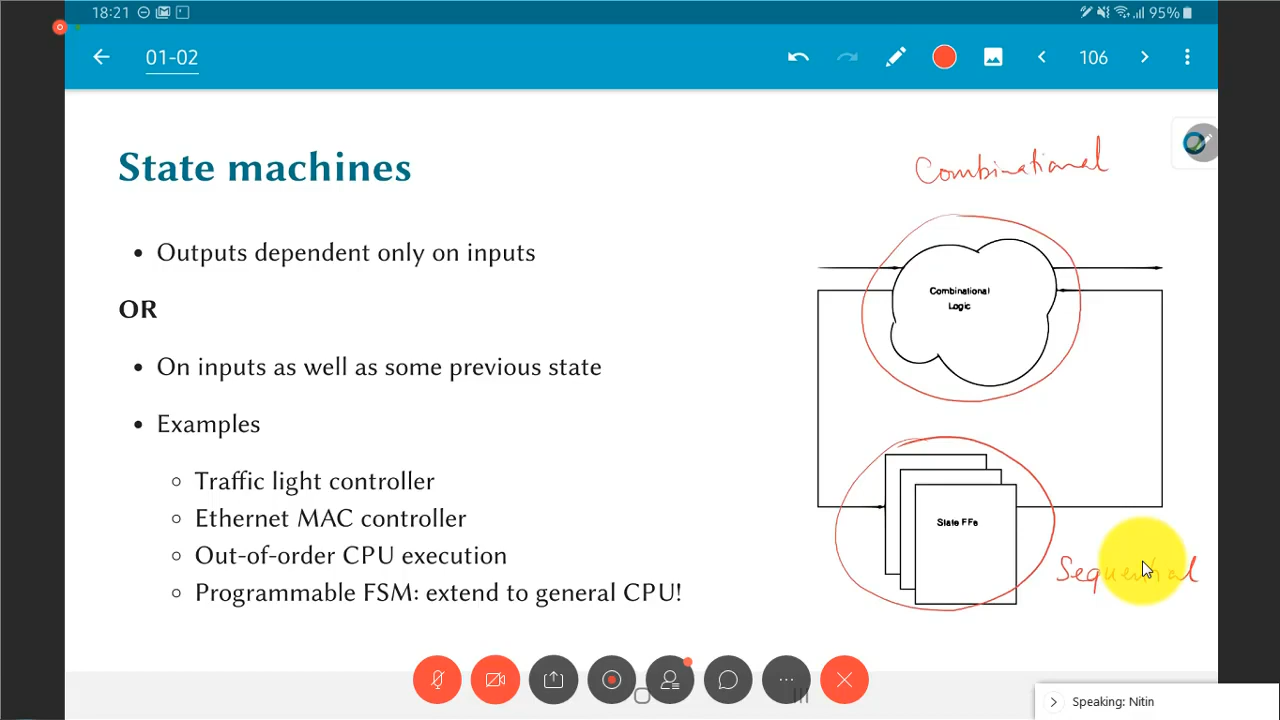 18:21
95%
01-02
106
State machines
Combinational
• Outputs dependent only on inputs
OR
• On inputs as well as some previous state
• Examples
Traffic light controller
Ethernet MAC controller
Out-of-order CPU execution
Programmable FSM: extend to general CPU!
Combinational
Logic
State FFs
Sequential
Speaking: Nitin